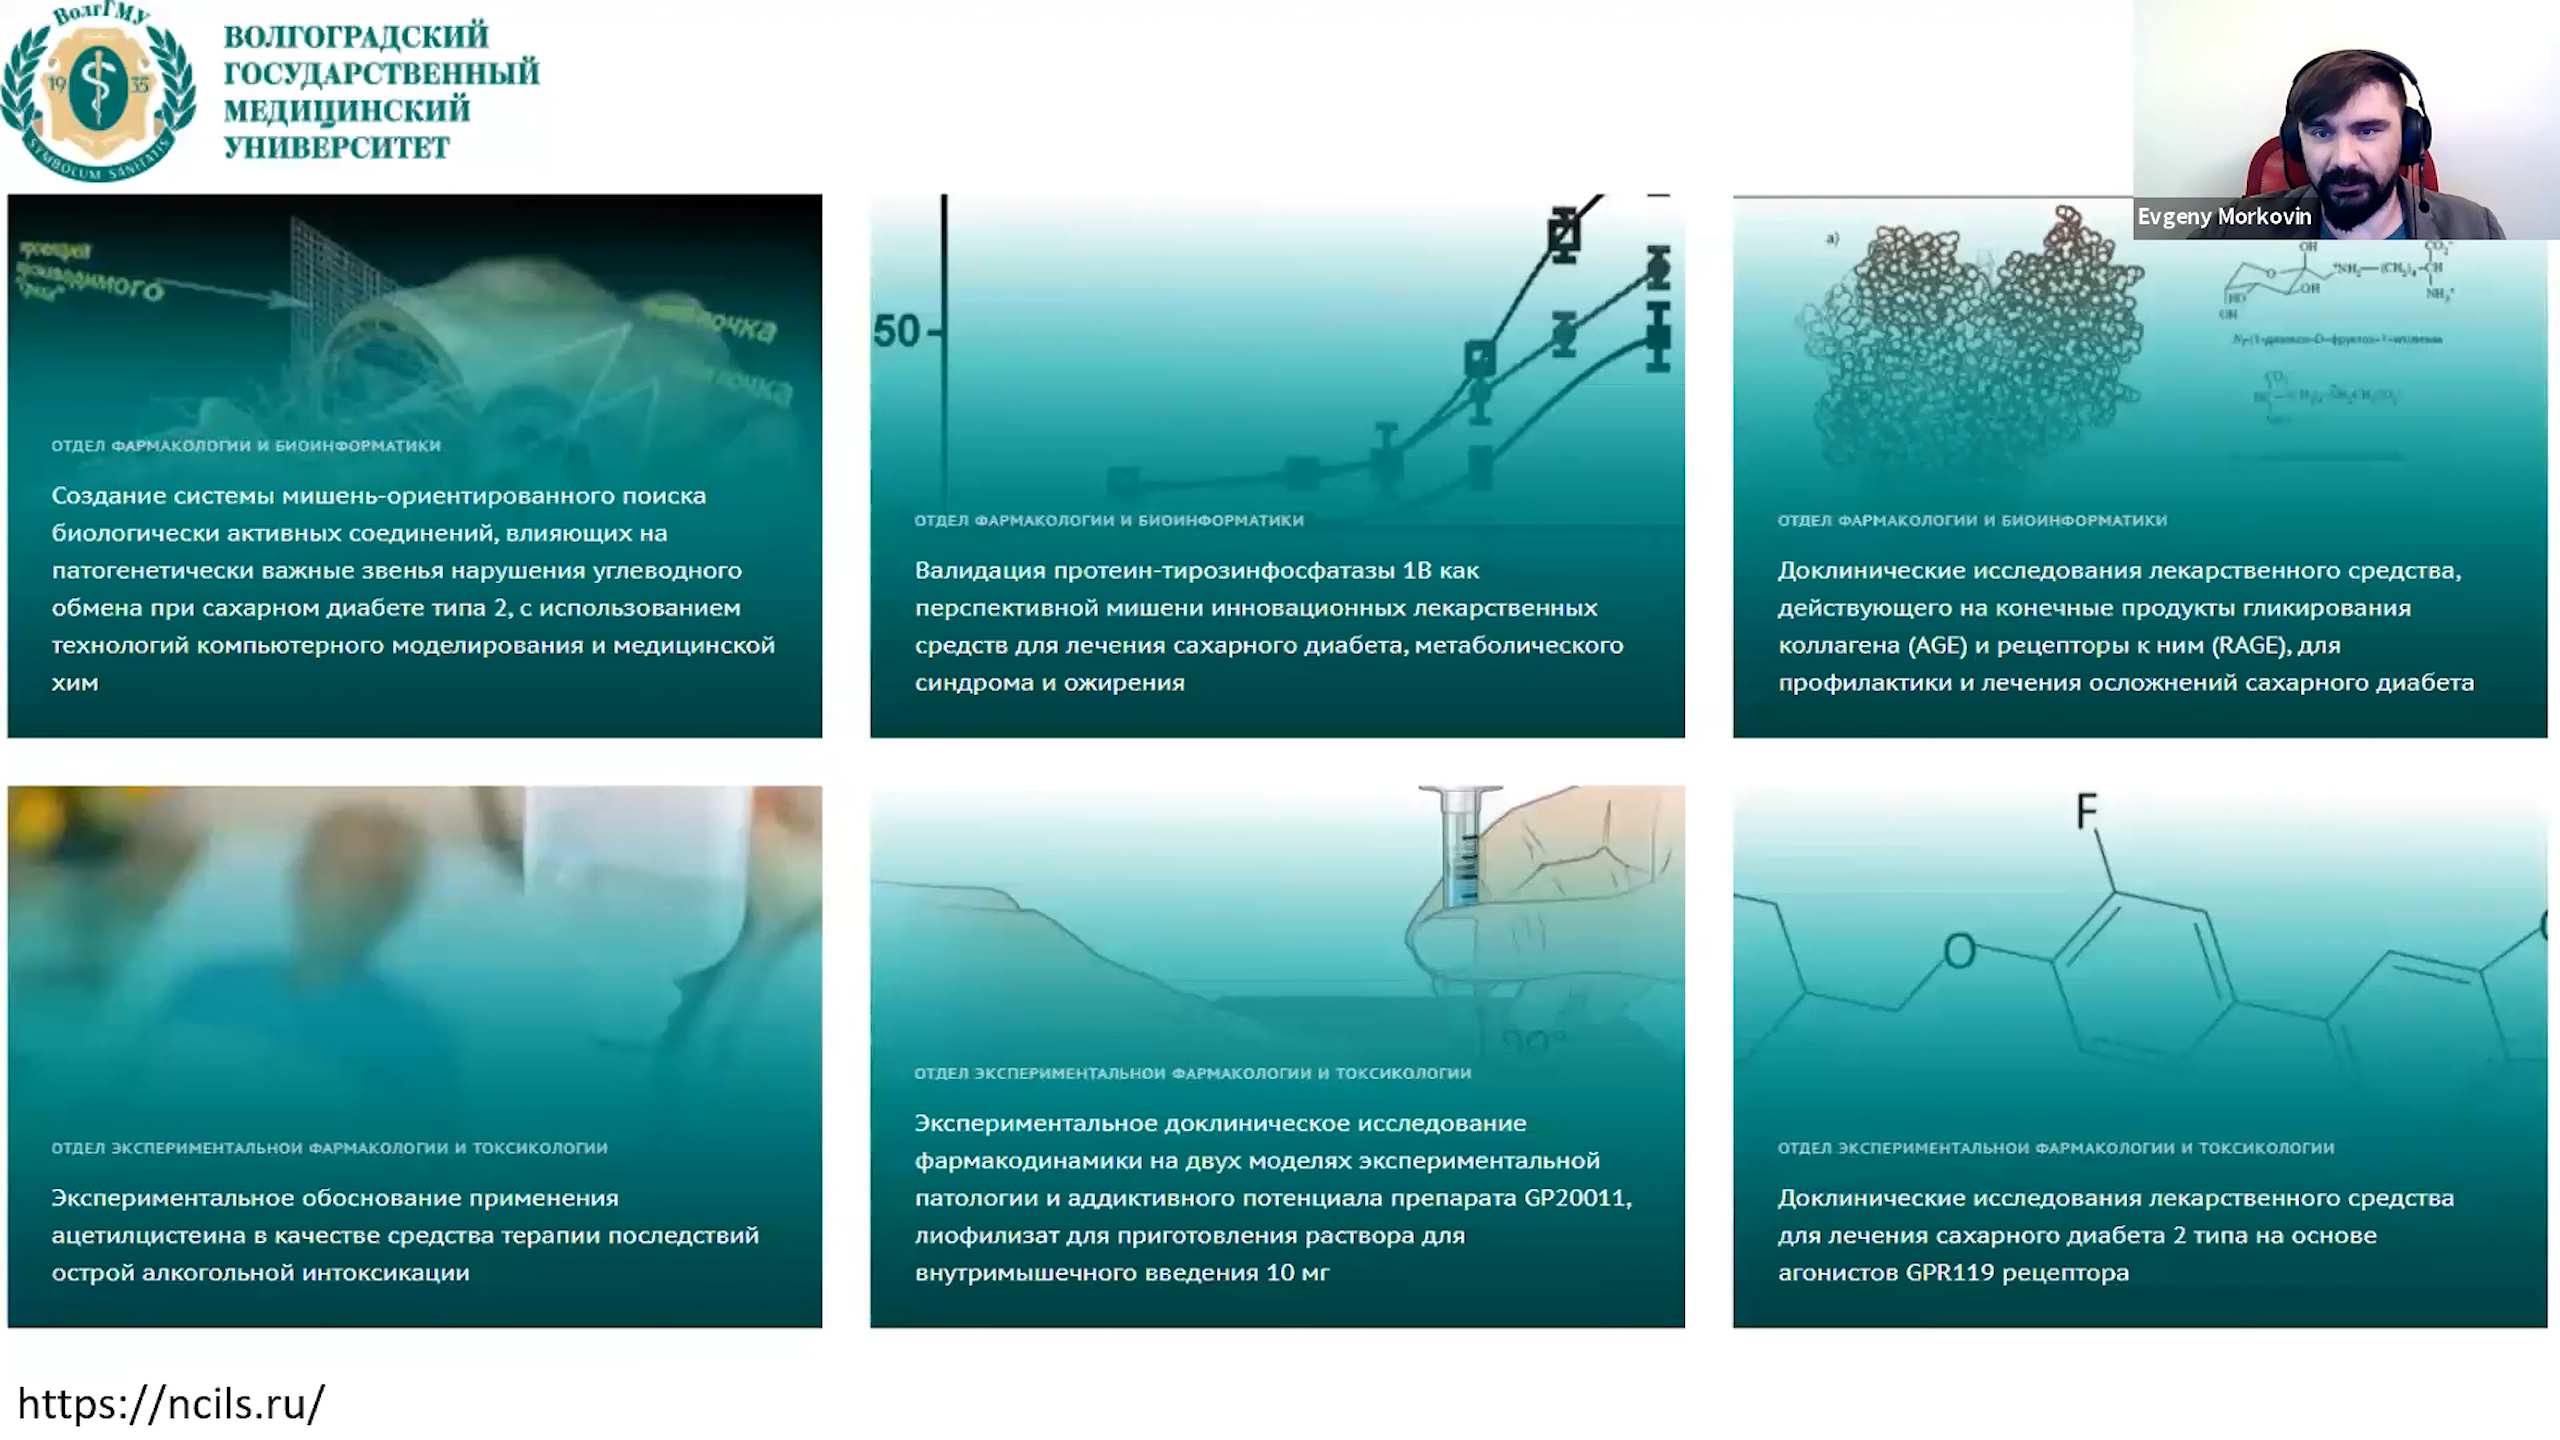 ВолгГМУ
19 35
SYMBOLUM SANITATIS
ВОЛГОГРАДСКИЙ
ГОСУДАРСТВЕННЫЙ
МЕДИЦИНСКИЙ
УНИВЕРСИТЕТ
Evgeny Morkovin
ОТДЕЛ ФАРМАКОЛОГИИ И БИОИНФОРМАТИКИ
Создание системы мишень-ориентированного поиска
биологически активных соединений, влияющих на
патогенетически важные звенья нарушения углеводного
обмена при сахарном диабете типа 2, с использованием
технологий компьютерного моделирования и медицинской
хим
50
ОТДЕЛ ФАРМАКОЛОГИИ И БИОИНФОРМАТИКИ
Валидация протеин-тирозинфосфатазы 1В как
перспективной мишени инновационных лекарственных
средств для лечения сахарного диабета, метаболического
синдрома и ожирения
а)
ОТДЕЛ ФАРМАКОЛОГИИ И БИОИНФОРМАТИКИ
Доклинические исследования лекарственного средства,
действующего на конечные продукты гликирования
коллагена (AGE) и рецепторы к ним (RAGE), для
профилактики и лечения осложнений сахарного диабета
ОТДЕЛ ЭКСПЕРИМЕНТАЛЬНОЙ ФАРМАКОЛОГИИ И ТОКСИКОЛОГИИ
Экспериментальное обоснование применения
ацетилцистеина в качестве средства терапии последствий
острой алкогольной интоксикации
90°
ОТДЕЛ ЭКСПЕРИМЕНТАЛЬНОЙ ФАРМАКОЛОГИИ И ТОКСИКОЛОГИИ
Экспериментальное доклиническое исследование
фармакодинамики на двух моделях экспериментальной
патологии и аддиктивного потенциала препарата GP20011,
лиофилизат для приготовления раствора для
внутримышечного введения 10 мг
F
O
ОТДЕЛ ЭКСПЕРИМЕНТАЛЬНОЙ ФАРМАКОЛОГИИ И ТОКСИКОЛОГИИ
Доклинические исследования лекарственного средства
для лечения сахарного диабета 2 типа на основе
агонистов GPR119 рецептора
https://ncils.ru/